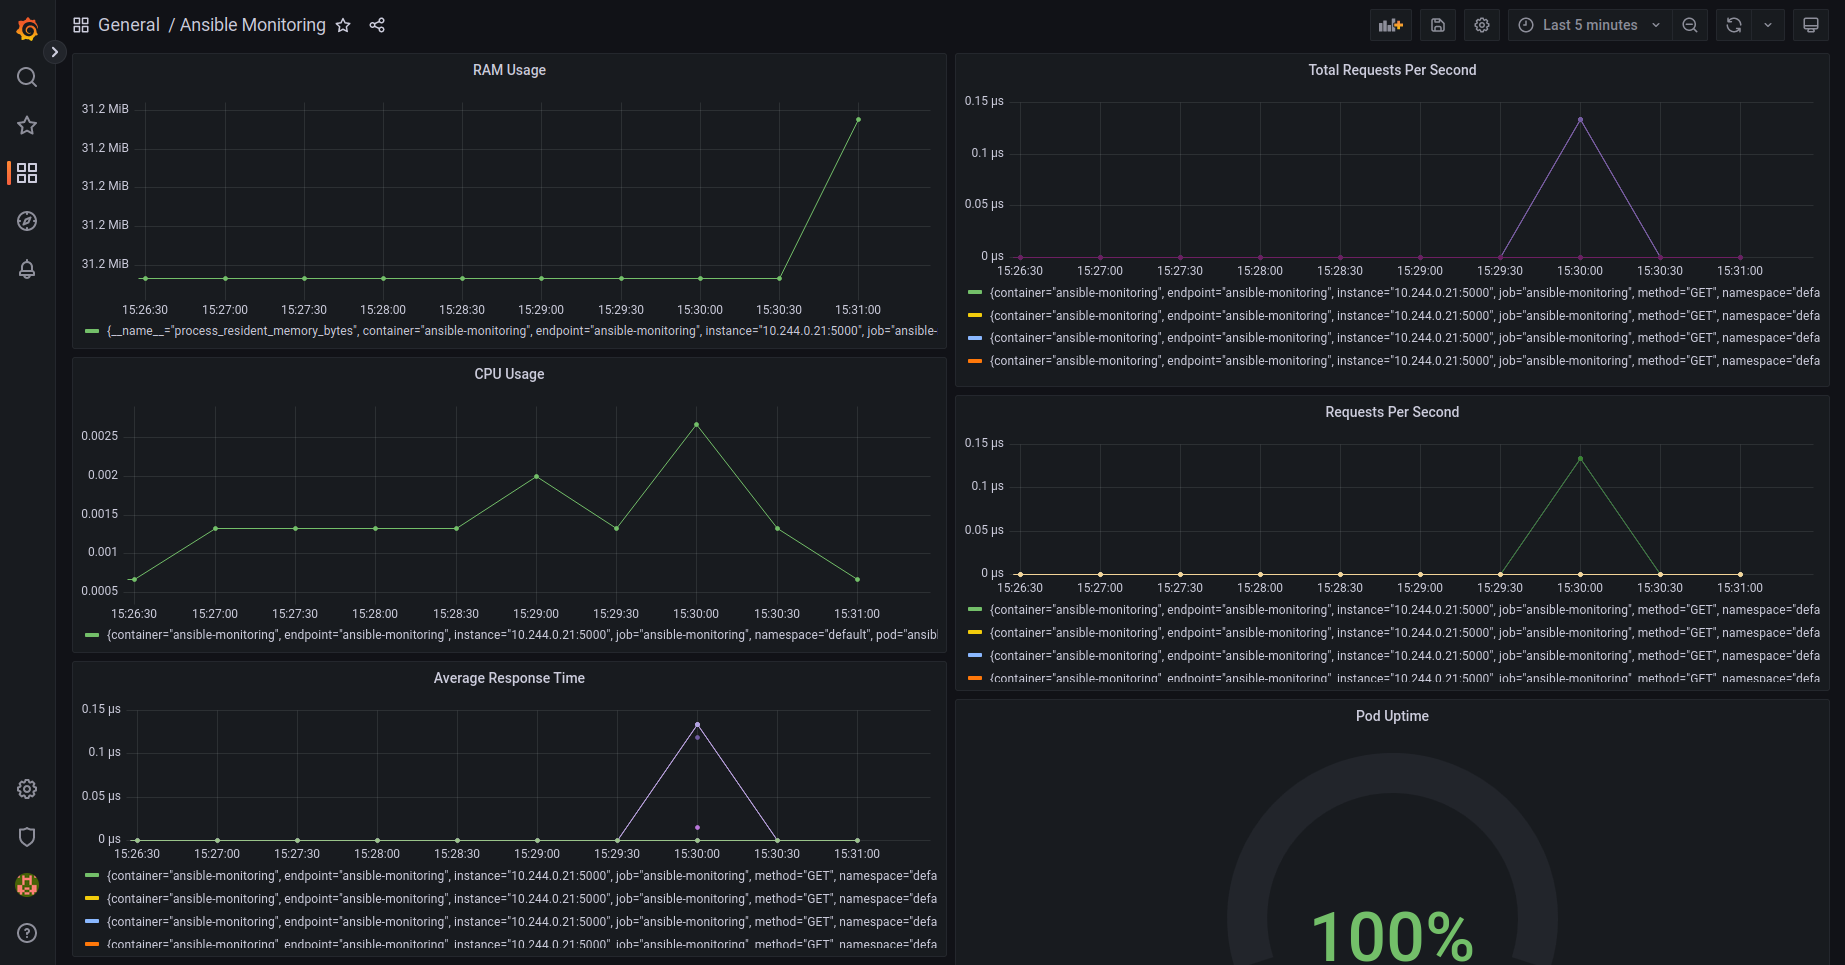 General / Ansible Monitoring
Last 5 minutes
RAM Usage
31.2 MiB
31.2 MiB
31.2 MiB
31.2 MiB
31.2 MiB
15:26:30 15:27:00 15:27:30 15:28:00 15:28:30 15:29:00 15:29:30 15:30:00 15:30:30 15:31:00
{__name__="process_resident_memory_bytes", container="ansible-monitoring", endpoint="ansible-monitoring", instance="10.244.0.21:5000", job="ansible-
CPU Usage
0.0025
0.002
0.0015
0.001
0.0005
15:26:30 15:27:00 15:27:30 15:28:00 15:28:30 15:29:00 15:29:30 15:30:00 15:30:30 15:31:00
{container="ansible-monitoring", endpoint="ansible-monitoring", instance="10.244.0.21:5000", job="ansible-monitoring", namespace="default", pod="ansibl
Average Response Time
0.15 µs
0.1 µs
0.05 µs
0 µs
15:26:30 15:27:00 15:27:30 15:28:00 15:28:30 15:29:00 15:29:30 15:30:00 15:30:30 15:31:00
{container="ansible-monitoring", endpoint="ansible-monitoring", instance="10.244.0.21:5000", job="ansible-monitoring", method="GET", namespace="defa
{container="ansible-monitoring", endpoint="ansible-monitoring", instance="10.244.0.21:5000", job="ansible-monitoring", method="GET", namespace="defa
{container="ansible-monitoring", endpoint="ansible-monitoring", instance="10.244.0.21:5000", job="ansible-monitoring", method="GET", namespace="defa
{container="ansible-monitoring", endpoint="ansible-monitoring", instance="10.244.0.21:5000", job="ansible-monitoring", method="GET", namespace="defa
Total Requests Per Second
0.15 µs
0.1 µs
0.05 µs
0 µs
15:26:30 15:27:00 15:27:30 15:28:00 15:28:30 15:29:00 15:29:30 15:30:00 15:30:30 15:31:00
{container="ansible-monitoring", endpoint="ansible-monitoring", instance="10.244.0.21:5000", job="ansible-monitoring", method="GET", namespace="defa
{container="ansible-monitoring", endpoint="ansible-monitoring", instance="10.244.0.21:5000", job="ansible-monitoring", method="GET", namespace="defa
{container="ansible-monitoring", endpoint="ansible-monitoring", instance="10.244.0.21:5000", job="ansible-monitoring", method="GET", namespace="defa
{container="ansible-monitoring", endpoint="ansible-monitoring", instance="10.244.0.21:5000", job="ansible-monitoring", method="GET", namespace="defa
Requests Per Second
0.15 µs
0.1 µs
0.05 µs
0 µs
15:26:30 15:27:00 15:27:30 15:28:00 15:28:30 15:29:00 15:29:30 15:30:00 15:30:30 15:31:00
{container="ansible-monitoring", endpoint="ansible-monitoring", instance="10.244.0.21:5000", job="ansible-monitoring", method="GET", namespace="defa
{container="ansible-monitoring", endpoint="ansible-monitoring", instance="10.244.0.21:5000", job="ansible-monitoring", method="GET", namespace="defa
{container="ansible-monitoring", endpoint="ansible-monitoring", instance="10.244.0.21:5000", job="ansible-monitoring", method="GET", namespace="defa
{container="ansible-monitoring", endpoint="ansible-monitoring", instance="10.244.0.21:5000", job="ansible-monitoring", method="GET", namespace="defa
Pod Uptime
100%